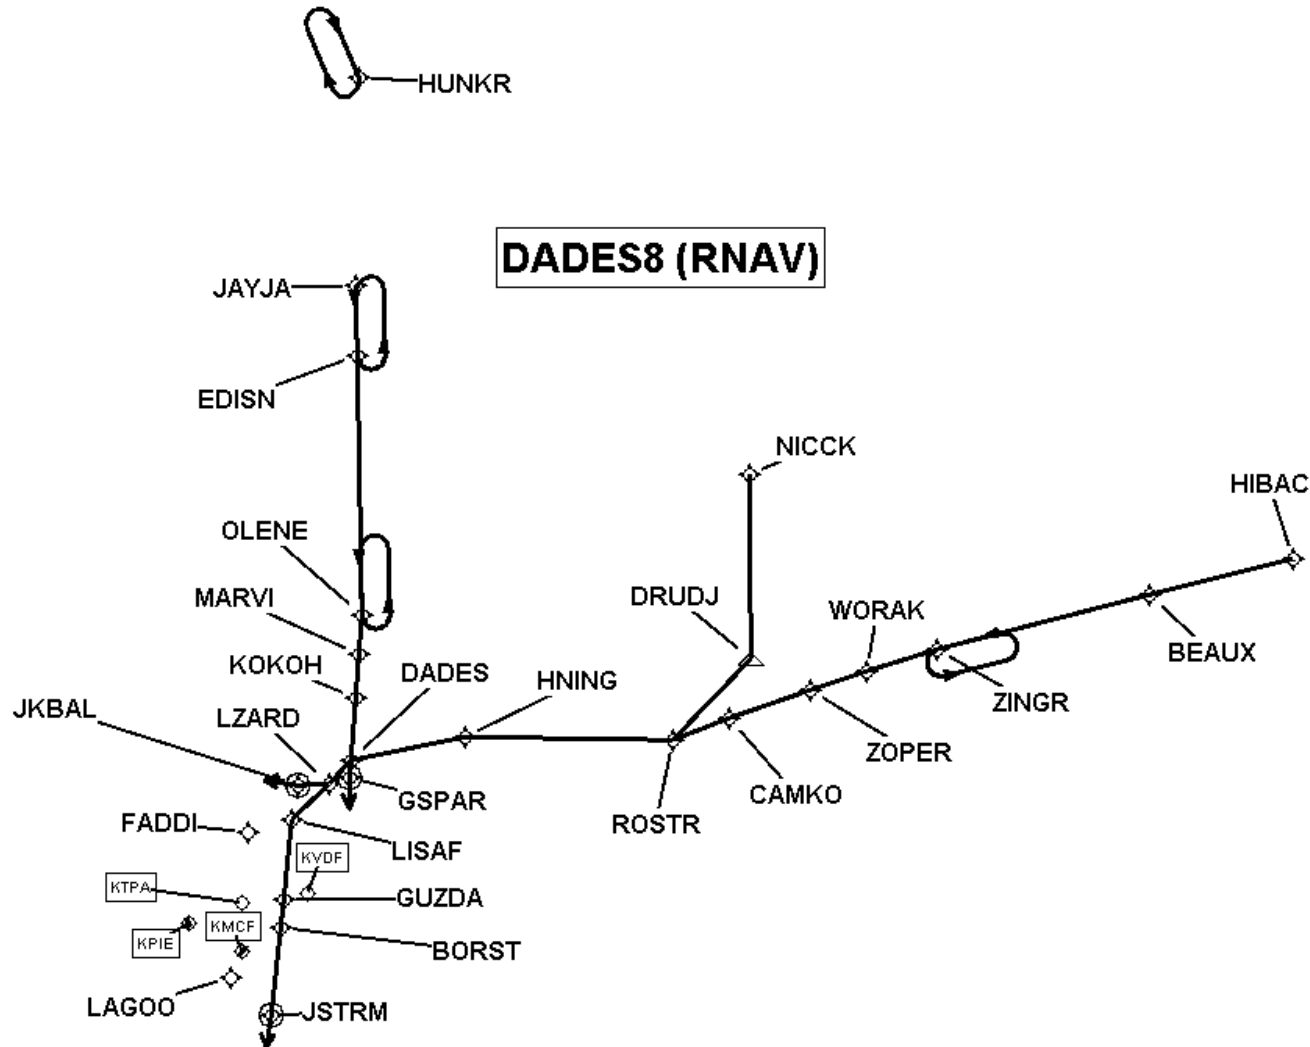 HUNKR
DADES8 (RNAV)
JAYJA
EDISN
NICCK
HIBAC
OLENE
MARVI
DRUDJ
WORAK
BEAUX
KOKOH
DADES
HNING
ZINGR
JKBAL
LZARD
ZOPER
CAMKO
GSPAR
FADDI
ROSTR
LISAF
KVDF
KTPA
GUZDA
KMCF
KPIE
BORST
LAGOO
JSTRM